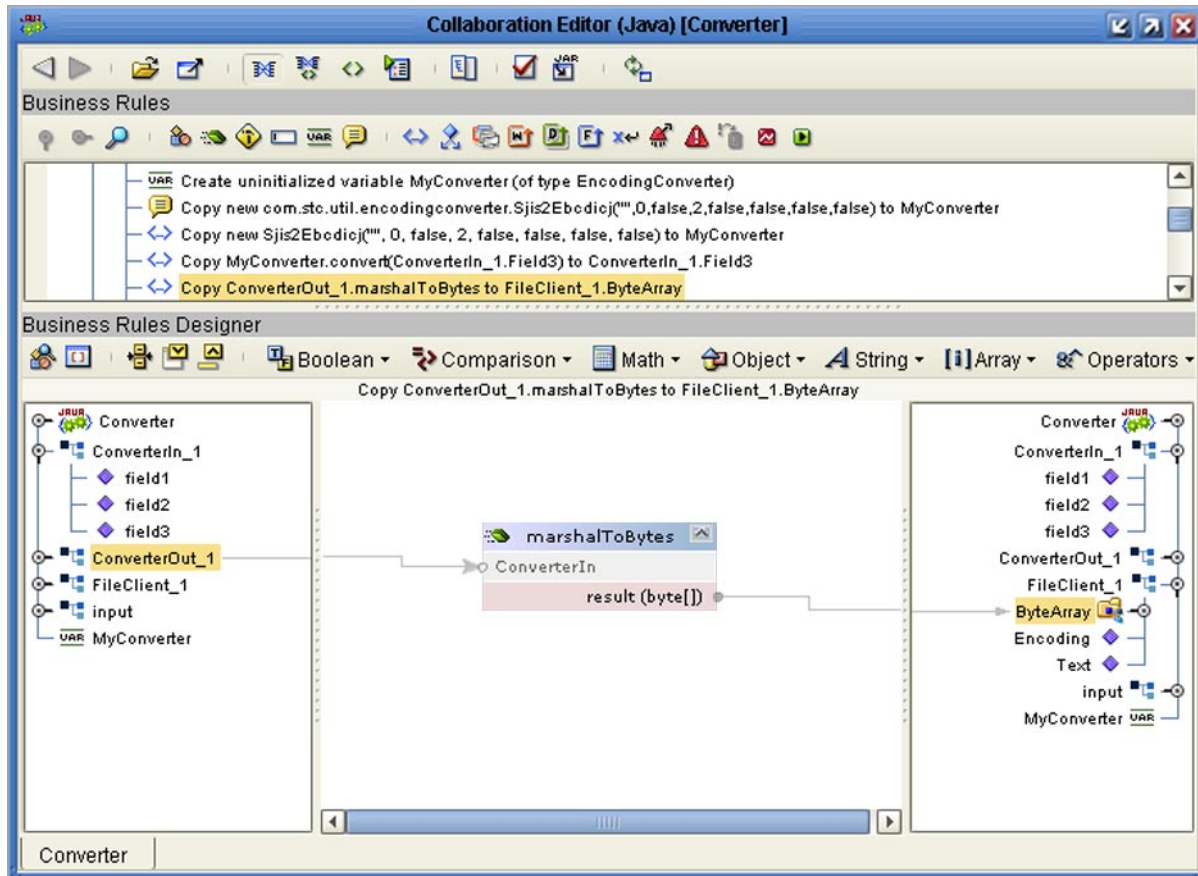 Collaboration Editor (Java) [Converter]
Business Rules
VAR Create uninitialized variable MyConverter (of type EncodingConverter)
Copy new com.stc.util.encodingconverter.Sjis2Ebcdicj("",0,false,2,false,false,false,false) to MyConverter
Copy new Sjis2Ebcdicj("", 0, false, 2, false, false, false, false) to MyConverter
Copy MyConverter.convert(ConverterIn_1.Field3) to ConverterIn_1.Field3
Copy ConverterOut_1.marshalToBytes to FileClient_1.ByteArray
Business Rules Designer
Boolean Comparison Math Object String [i] Array Operators
Copy ConverterOut_1.marshalToBytes to FileClient_1.ByteArray
JAVA Converter
ConverterIn_1
field1
field2
field3
ConverterOut_1
FileClient_1
input
VAR MyConverter
marshalToBytes
ConverterIn
result (byte[])
Converter JAVA
ConverterIn_1
field1
field2
field3
ConverterOut_1
FileClient_1
ByteArray
Encoding
Text
input
MyConverter VAR
Converter